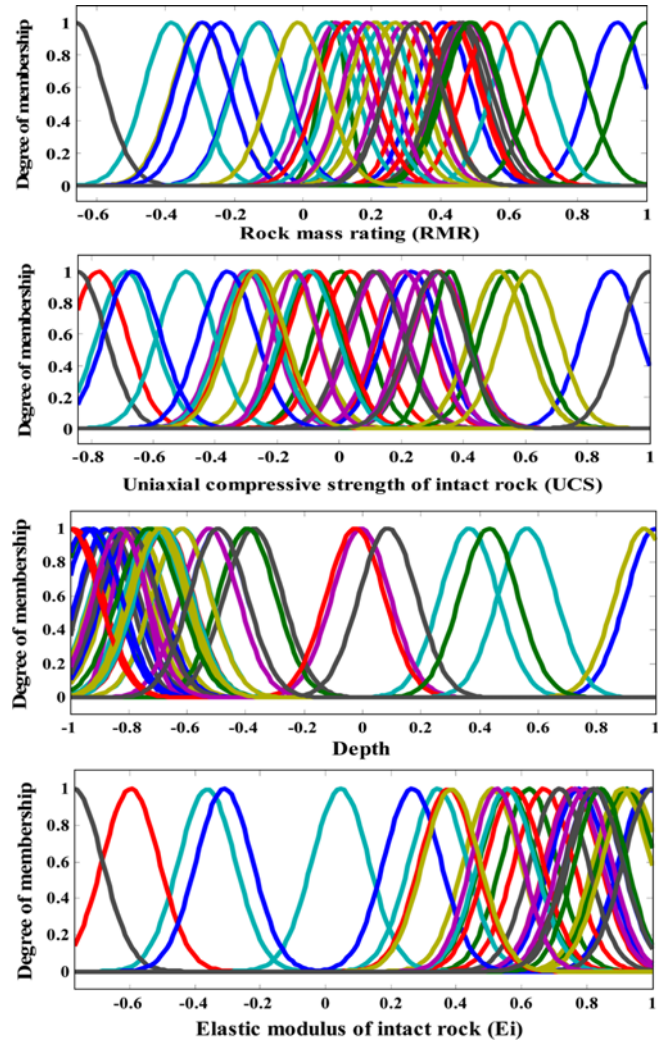 Degree of membership
1
0.8
0.6
0.4
0.2
0
-0.6 -0.4 -0.2 0 0.2 0.4 0.6 0.8 1
Rock mass rating (RMR)
Degree of membership
1
0.8
0.6
0.4
0.2
0
-0.8 -0.6 -0.4 -0.2 0 0.2 0.4 0.6 0.8 1
Uniaxial compressive strength of intact rock (UCS)
Degree of membership
1
0.8
0.6
0.4
0.2
0
-1 -0.8 -0.6 -0.4 -0.2 0 0.2 0.4 0.6 0.8 1
Depth
Degree of membership
1
0.8
0.6
0.4
0.2
0
-0.6 -0.4 -0.2 0 0.2 0.4 0.6 0.8 1
Elastic modulus of intact rock (Ei)